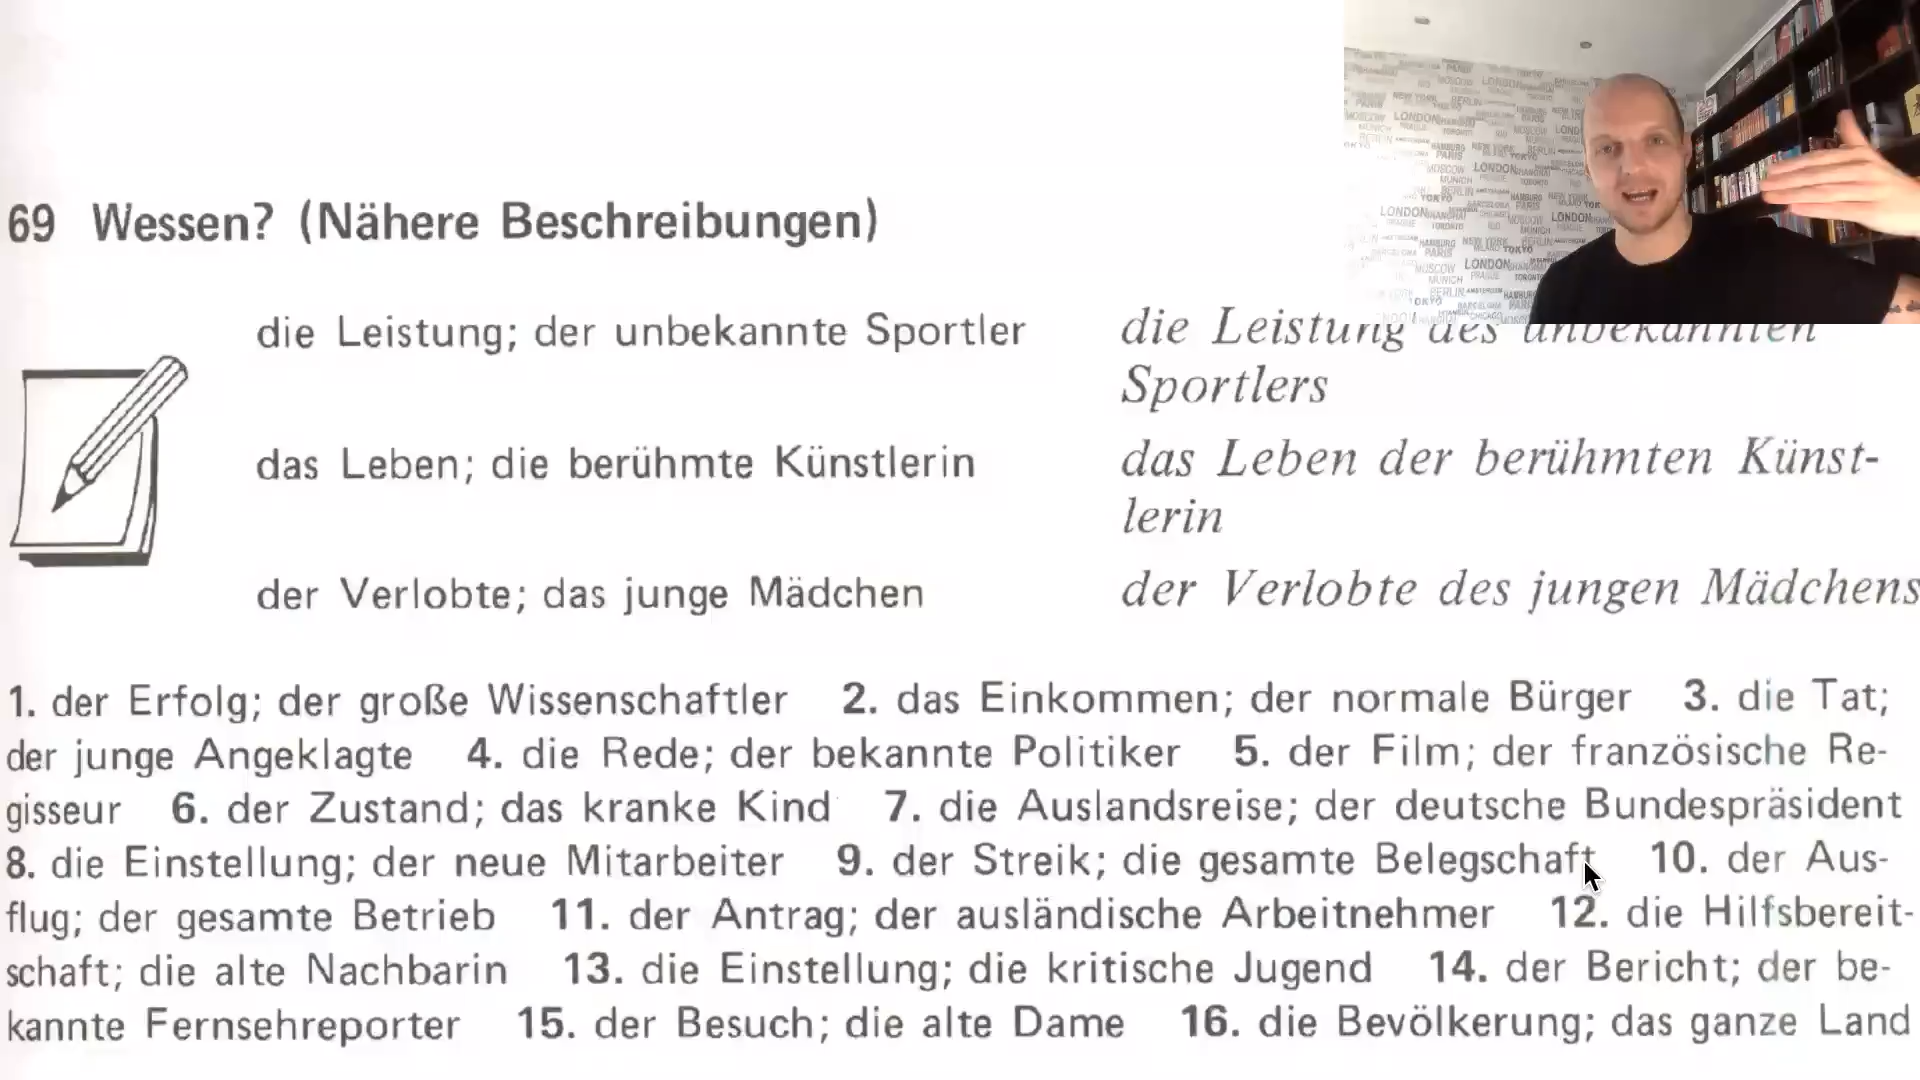 69 Wessen? (Nähere Beschreibungen)
die Leistung; der unbekannte Sportler
die Leistung des unbekannten
Sportlers
das Leben; die berühmte Künstlerin
das Leben der berühmten Künst-
lerin
der Verlobte; das junge Mädchen
der Verlobte des jungen Mädchens
1. der Erfolg; der große Wissenschaftler 2. das Einkommen; der normale Bürger 3. die Tat;
der junge Angeklagte 4. die Rede; der bekannte Politiker 5. der Film; der französische Re-
gisseur 6. der Zustand; das kranke Kind 7. die Auslandsreise; der deutsche Bundespräsident
8. die Einstellung; der neue Mitarbeiter 9. der Streik; die gesamte Belegschaft 10. der Aus-
flug; der gesamte Betrieb 11. der Antrag; der ausländische Arbeitnehmer 12. die Hilfsbereit-
schaft; die alte Nachbarin 13. die Einstellung; die kritische Jugend 14. der Bericht; der be-
kannte Fernsehreporter 15. der Besuch; die alte Dame 16. die Bevölkerung; das ganze Land